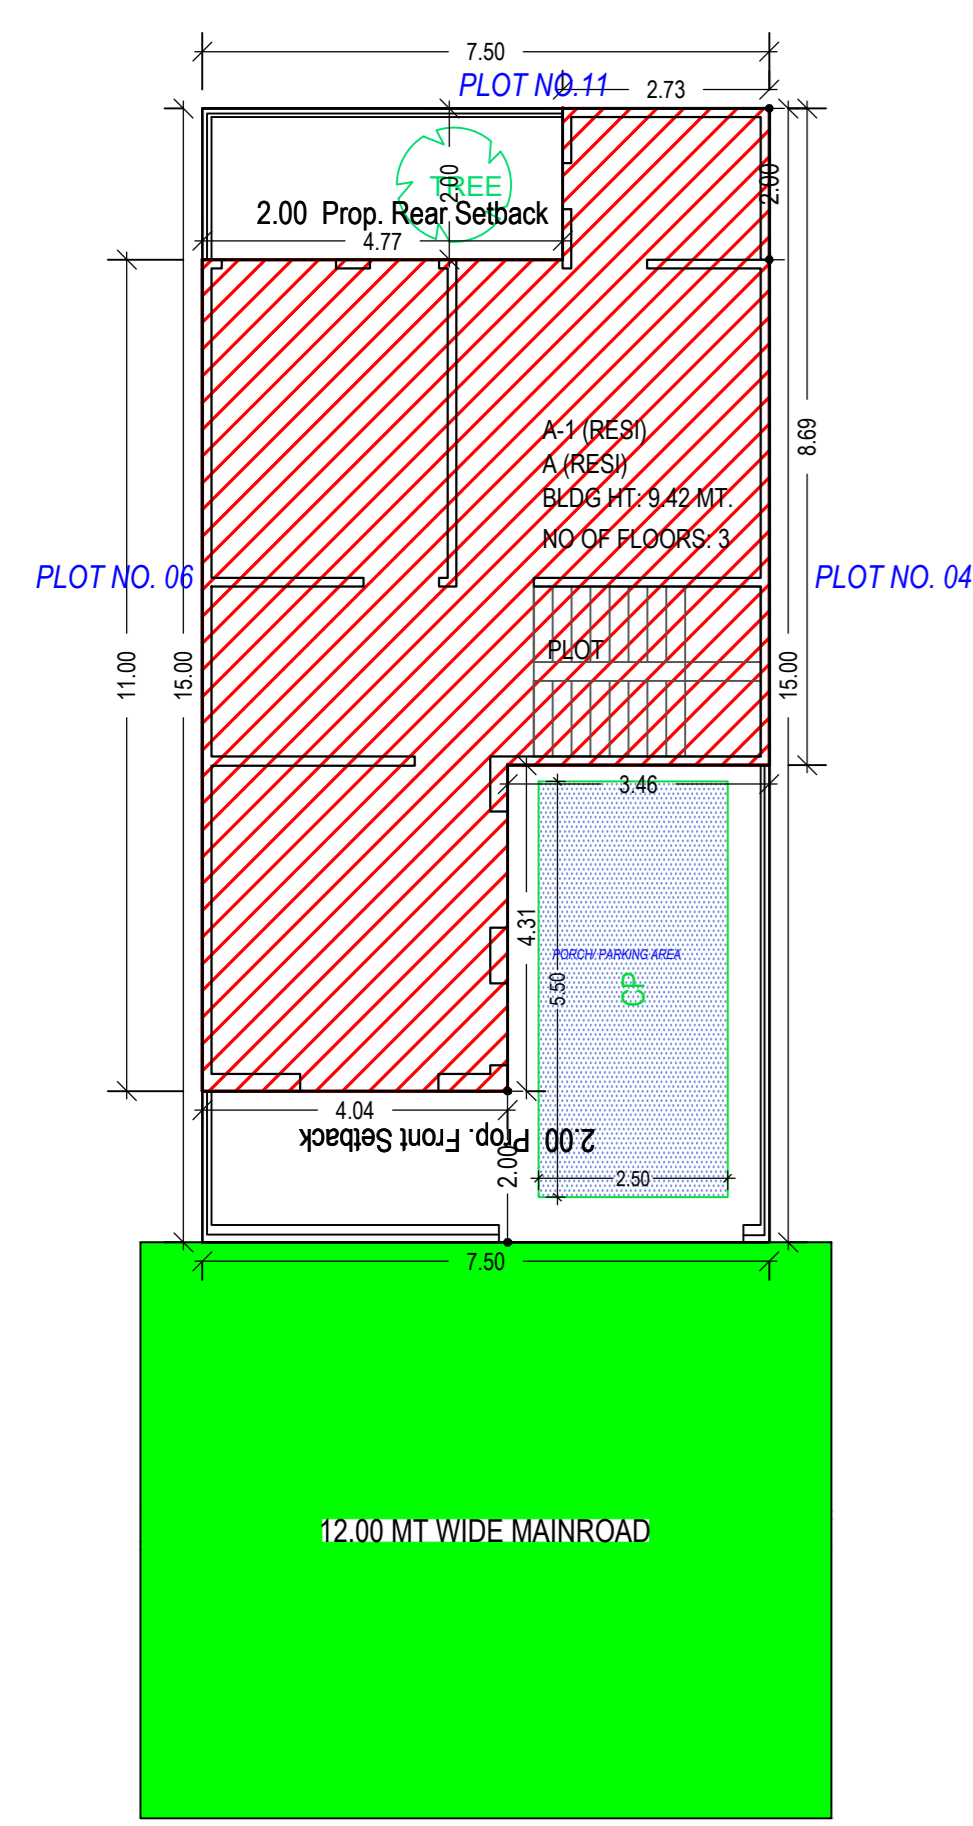 7.50
PLOT NO.11
2.73
TREE
2.00
2.00
2.00 Prop. Rear Setback
4.77
A-1 (RESI)
A (RESI)
BLDG HT: 9.42 MT.
NO OF FLOORS: 3
8.69
PLOT NO. 06
PLOT NO. 04
11.00
15.00
PLOT
15.00
3.46
4.31
PORCH/ PARKING AREA
5.50
CP
4.04
2.00 Prop. Front Setback
2.00
2.50
7.50
12.00 MT WIDE MAINROAD